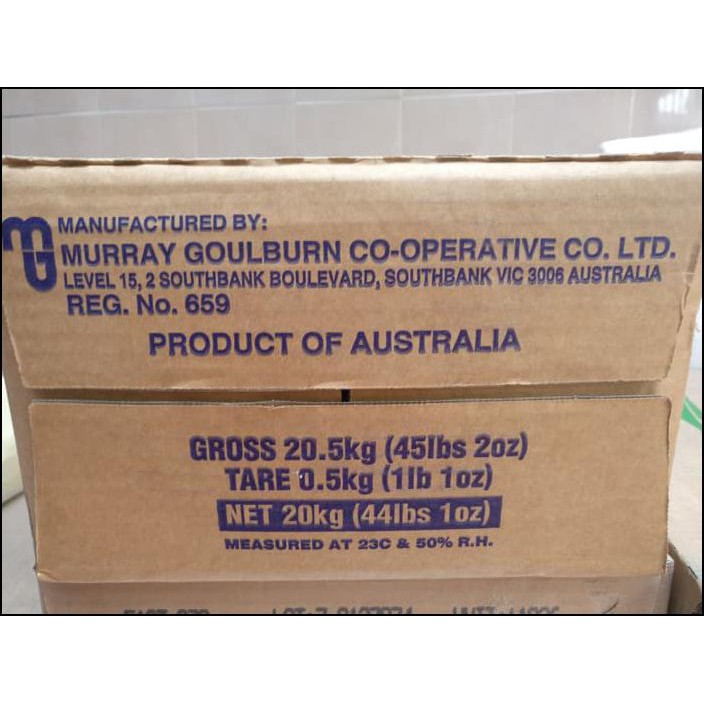 MG
MANUFACTURED BY:
MURRAY GOULBURN CO-OPERATIVE CO. LTD.
LEVEL 15, 2 SOUTHBANK BOULEVARD, SOUTHBANK VIC 3006 AUSTRALIA
REG. No. 659
PRODUCT OF AUSTRALIA
GROSS 20.5kg (45lbs 2oz)
TARE 0.5kg (1lb 1oz)
NET 20kg (44lbs 1oz)
MEASURED AT 23C & 50% R.H.